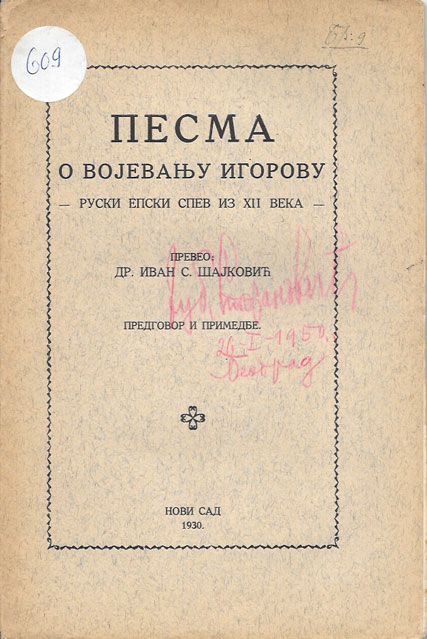 609
ПЕСМА
О ВОЈЕВАЊУ ИГОРОВУ
— РУСКИ ЕПСКИ СПЕВ ИЗ XII ВЕКА —
ПРЕВЕО:
ДР. ИВАН С. ШАЈКОВИЋ
ПРЕДГОВОР И ПРИМЕДБЕ.
I-1950.
Београд
НОВИ САД
1930.